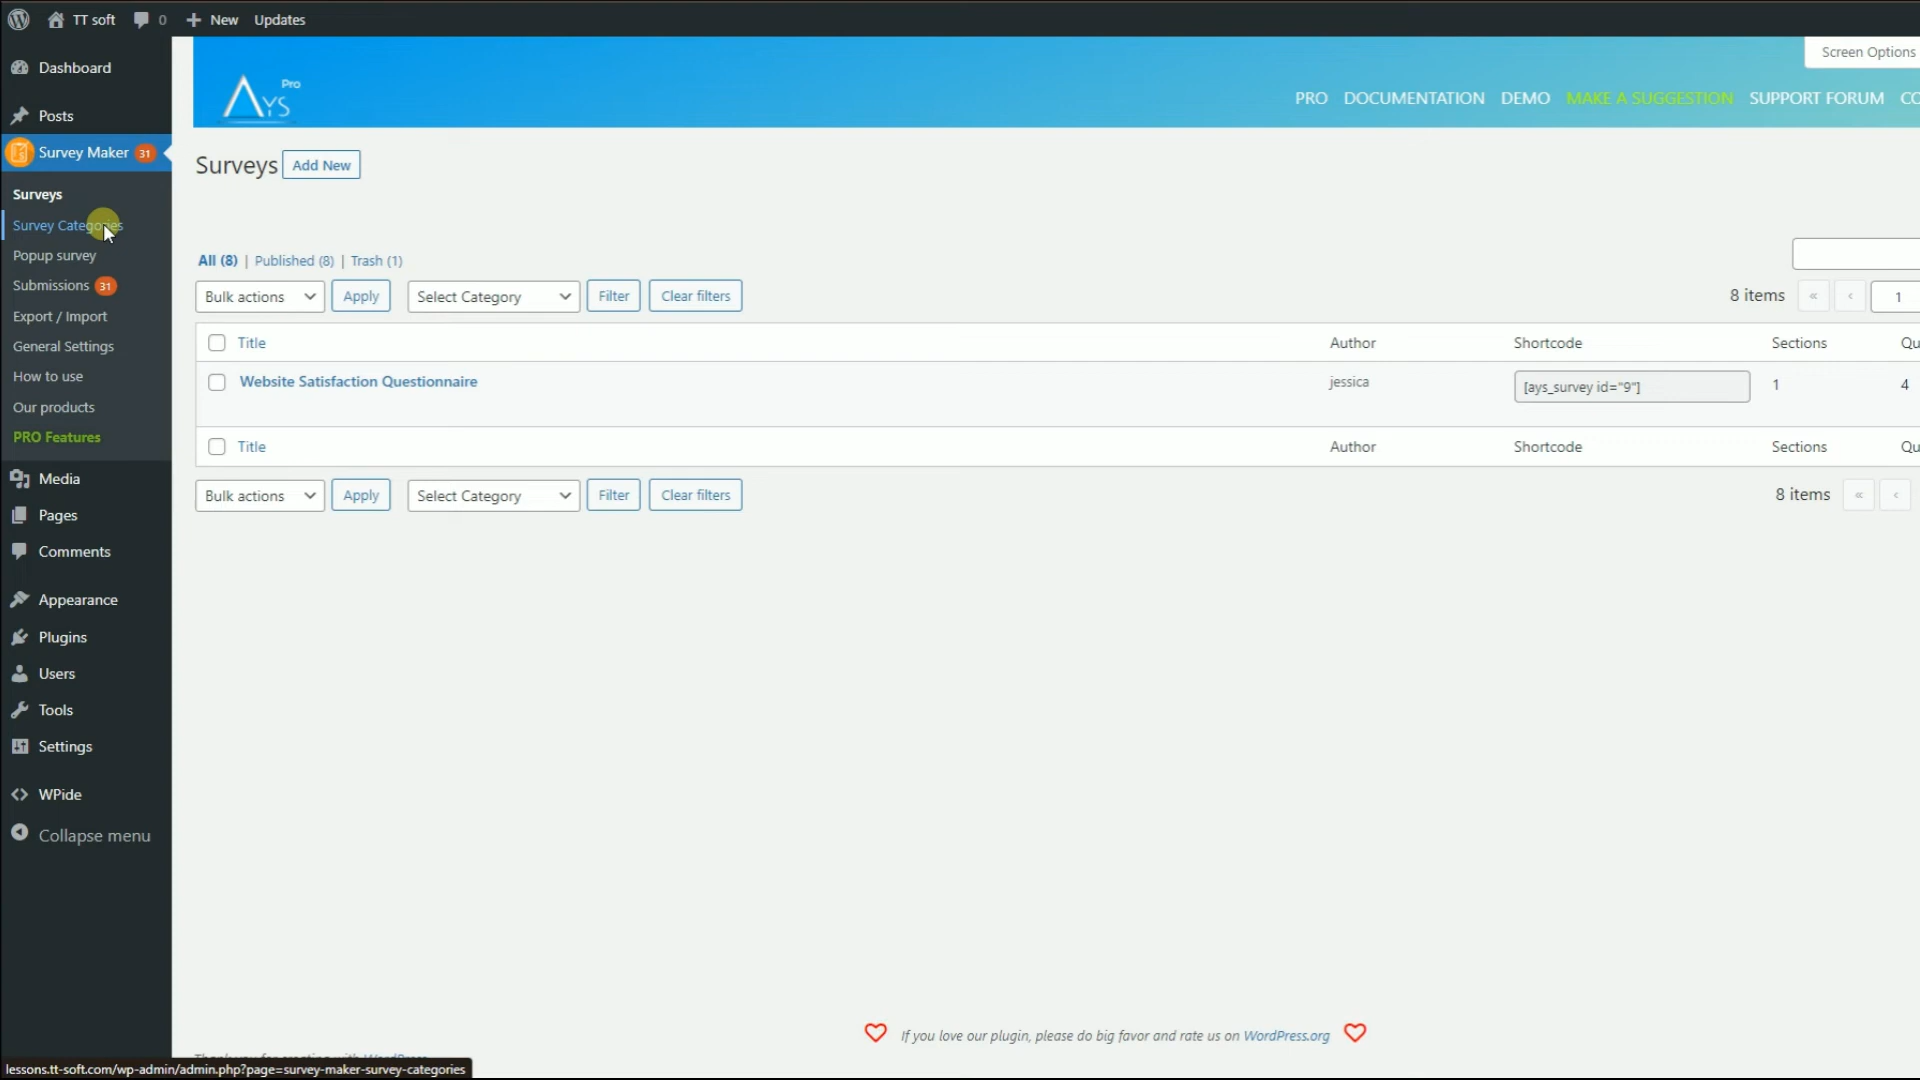 TT soft 0 New Updates
Dashboard
Posts
Survey Maker 31
Surveys
Survey Categories
Popup survey
Submissions 31
Export / Import
General Settings
How to use
Our products
PRO Features
Media
Pages
Comments
Appearance
Plugins
Users
Tools
Settings
WPide
Collapse menu
Screen Options
AYS Pro
PRO DOCUMENTATION DEMO MAKE A SUGGESTION SUPPORT FORUM CO
Surveys Add New
All (8) | Published (8) | Trash (1)
Bulk actions Apply Select Category Filter Clear filters 8 items « ‹ 1
Title Author Shortcode Sections Qu
Website Satisfaction Questionnaire jessica [ays_survey id="9"] 1 4
Title Author Shortcode Sections Qu
Bulk actions Apply Select Category Filter Clear filters 8 items « ‹
If you love our plugin, please do big favor and rate us on WordPress.org
Thank you for creating with WordPress
lessons.tt-soft.com/wp-admin/admin.php?page=survey-maker-survey-categories